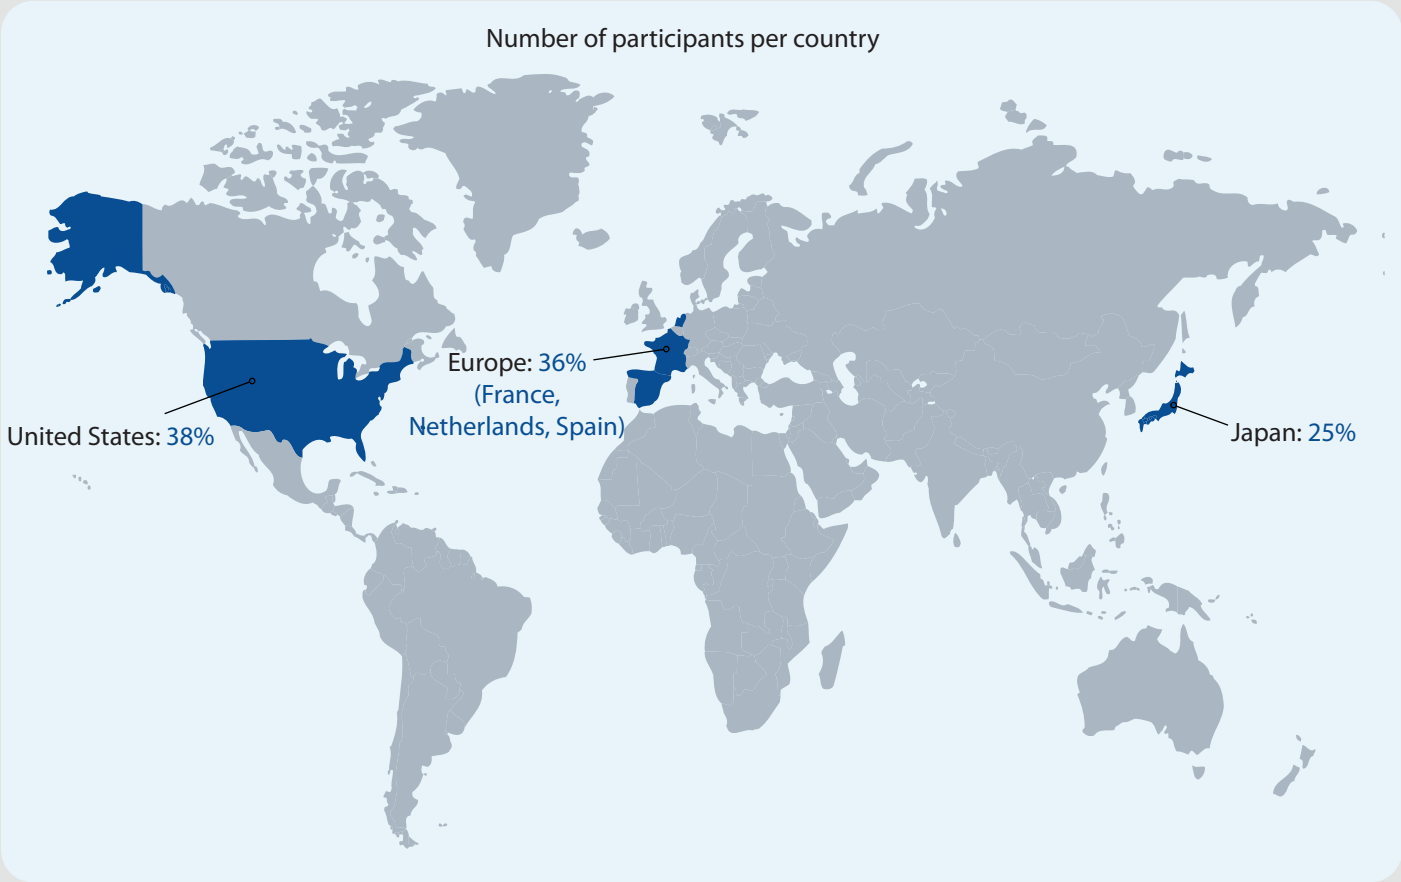 Number of participants per country
Europe: 36%
(France,
Netherlands, Spain)
United States: 38%
Japan: 25%